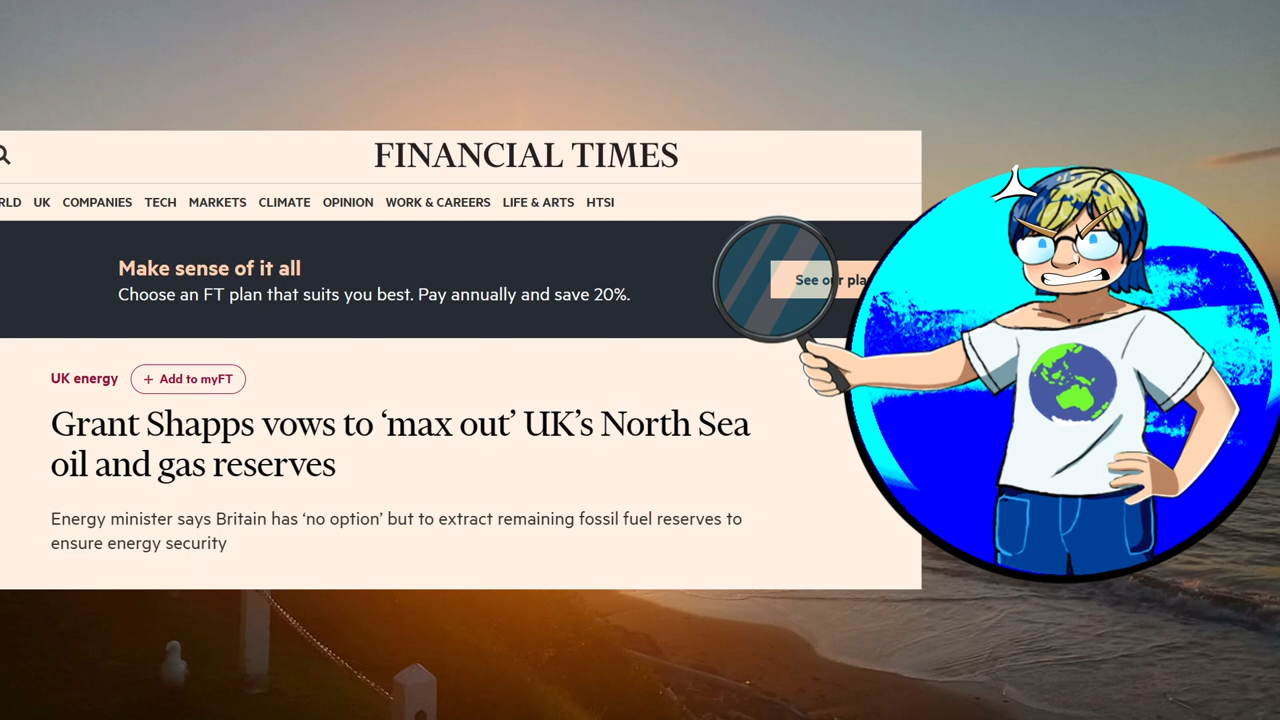 FINANCIAL TIMES
RLD UK COMPANIES TECH MARKETS CLIMATE OPINION WORK & CAREERS LIFE & ARTS HTSI
Make sense of it all
Choose an FT plan that suits you best. Pay annually and save 20%.
See our pla
UK energy + Add to myFT
Grant Shapps vows to ‘max out’ UK’s North Sea
oil and gas reserves
Energy minister says Britain has ‘no option’ but to extract remaining fossil fuel reserves to
ensure energy security